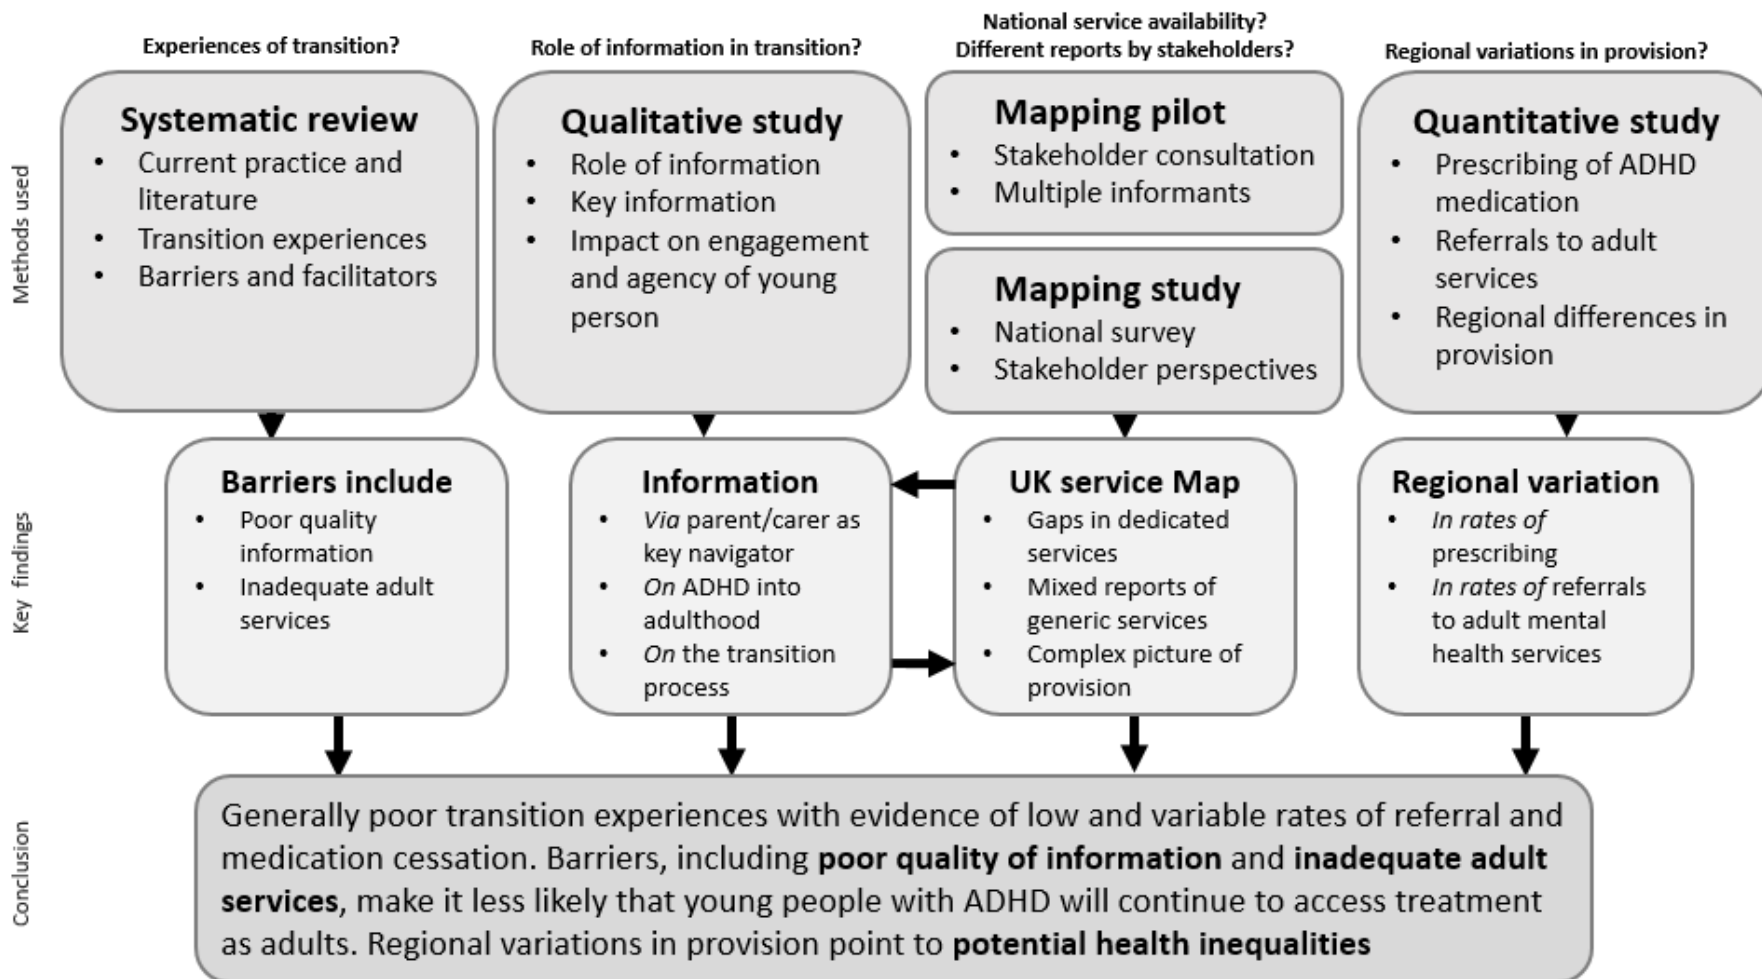 Experiences of transition?
Role of information in transition?
National service availability?
Different reports by stakeholders?
Regional variations in provision?
Methods used
Systematic review
• Current practice and
literature
• Transition experiences
• Barriers and facilitators
Qualitative study
• Role of information
• Key information
• Impact on engagement
and agency of young
person
Mapping pilot
• Stakeholder consultation
• Multiple informants
Mapping study
• National survey
• Stakeholder perspectives
Quantitative study
• Prescribing of ADHD
medication
• Referrals to adult
services
• Regional differences in
provision
Key findings
Barriers include
• Poor quality
information
• Inadequate adult
services
Information
• Via parent/carer as
key navigator
• On ADHD into
adulthood
• On the transition
process
UK service Map
• Gaps in dedicated
services
• Mixed reports of
generic services
• Complex picture of
provision
Regional variation
• In rates of
prescribing
• In rates of referrals
to adult mental
health services
Conclusion
Generally poor transition experiences with evidence of low and variable rates of referral and
medication cessation. Barriers, including poor quality of information and inadequate adult
services, make it less likely that young people with ADHD will continue to access treatment
as adults. Regional variations in provision point to potential health inequalities